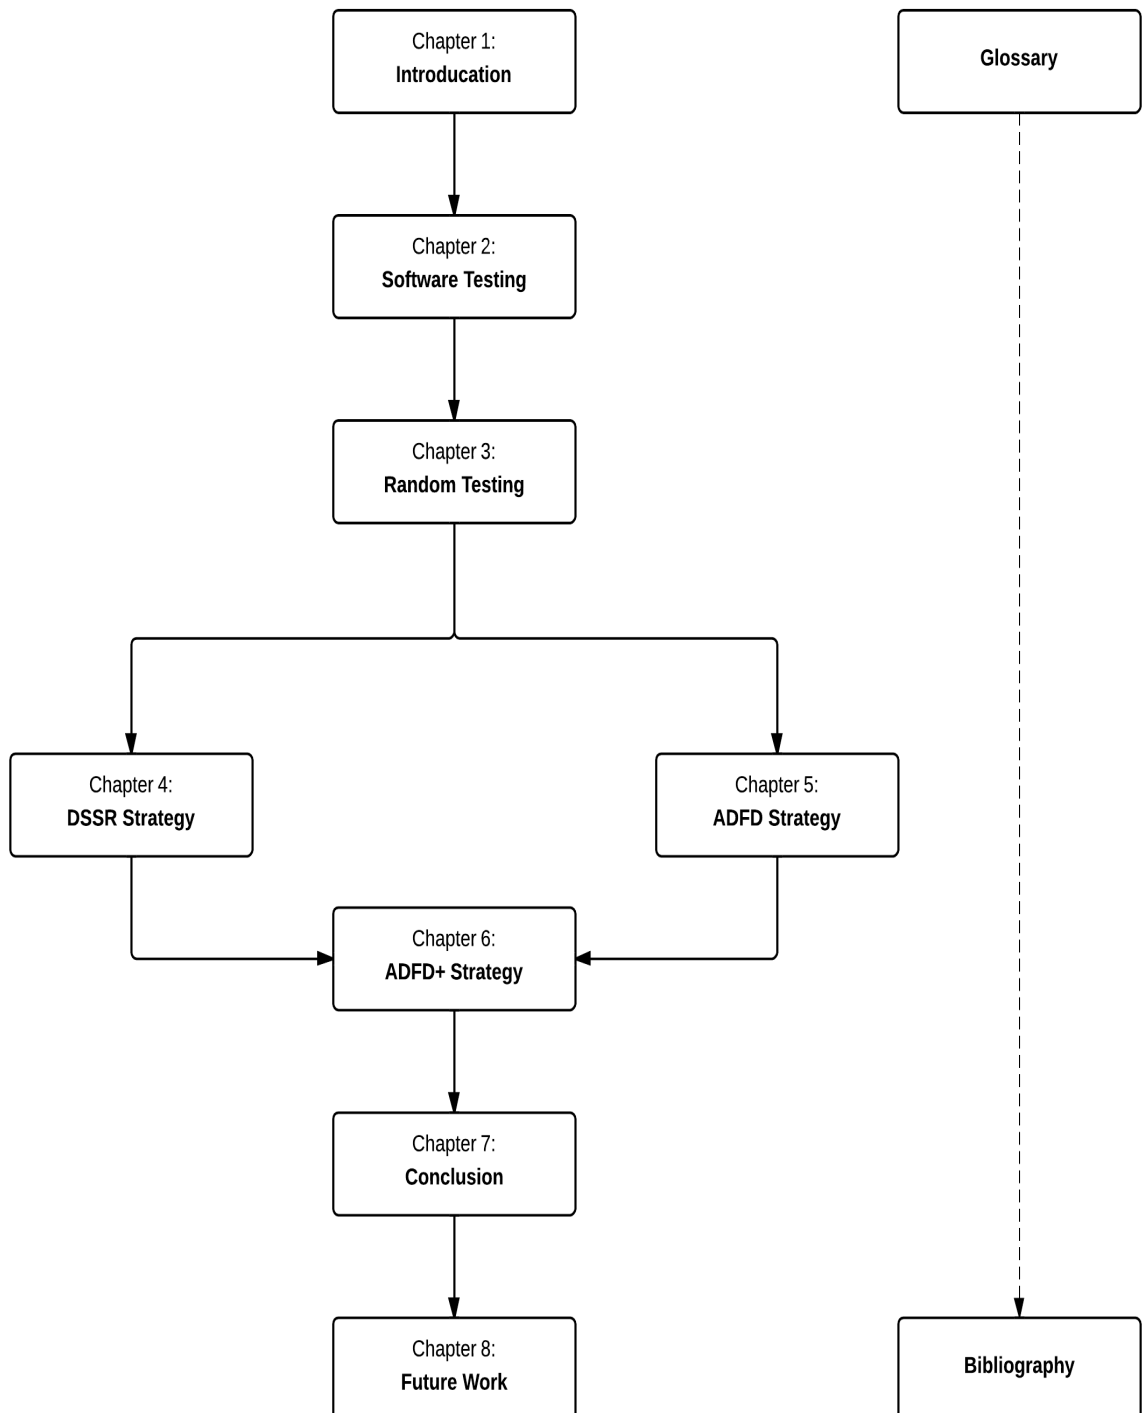 Chapter 1:
Introducation
Glossary
Chapter 2:
Software Testing
Chapter 3:
Random Testing
Chapter 4:
DSSR Strategy
Chapter 5:
ADFD Strategy
Chapter 6:
ADFD+ Strategy
Chapter 7:
Conclusion
Chapter 8:
Future Work
Bibliography